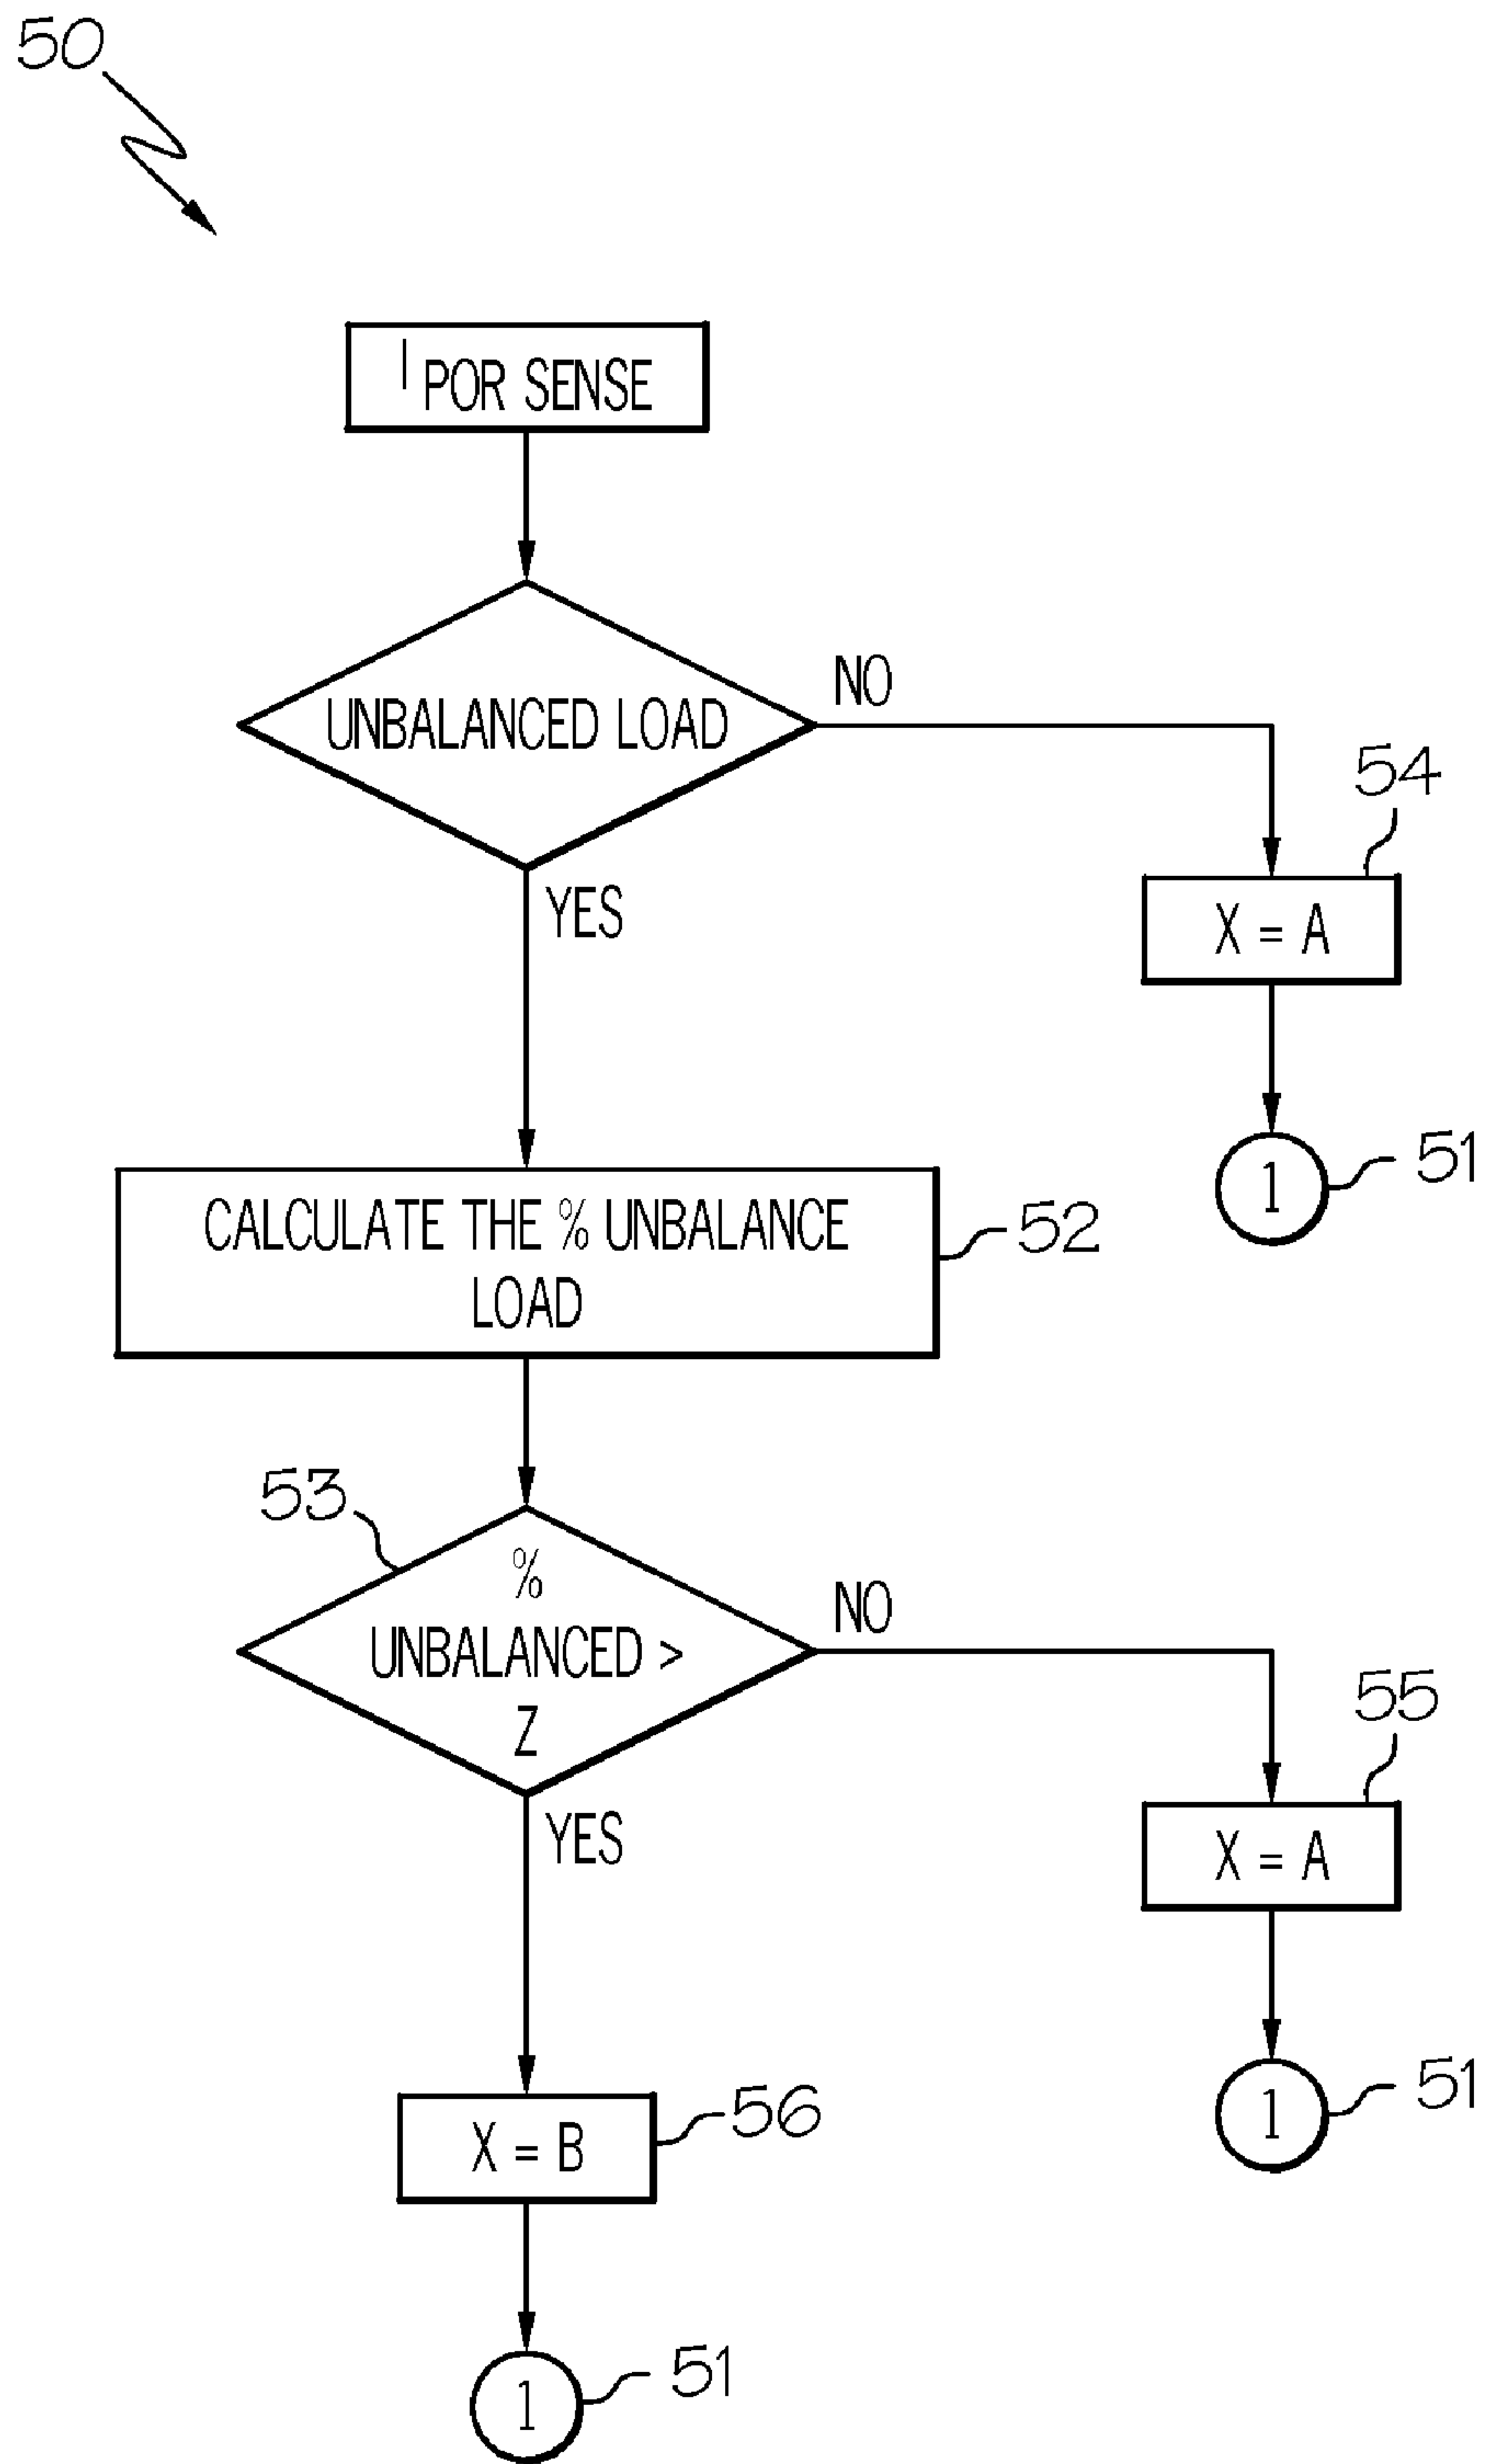 50
I POR SENSE
UNBALANCED LOAD
NO
YES
54
X = A
1
51
CALCULATE THE % UNBALANCE
LOAD
52
53
%
UNBALANCED >
Z
NO
YES
55
X = A
1
51
X = B
56
1
51